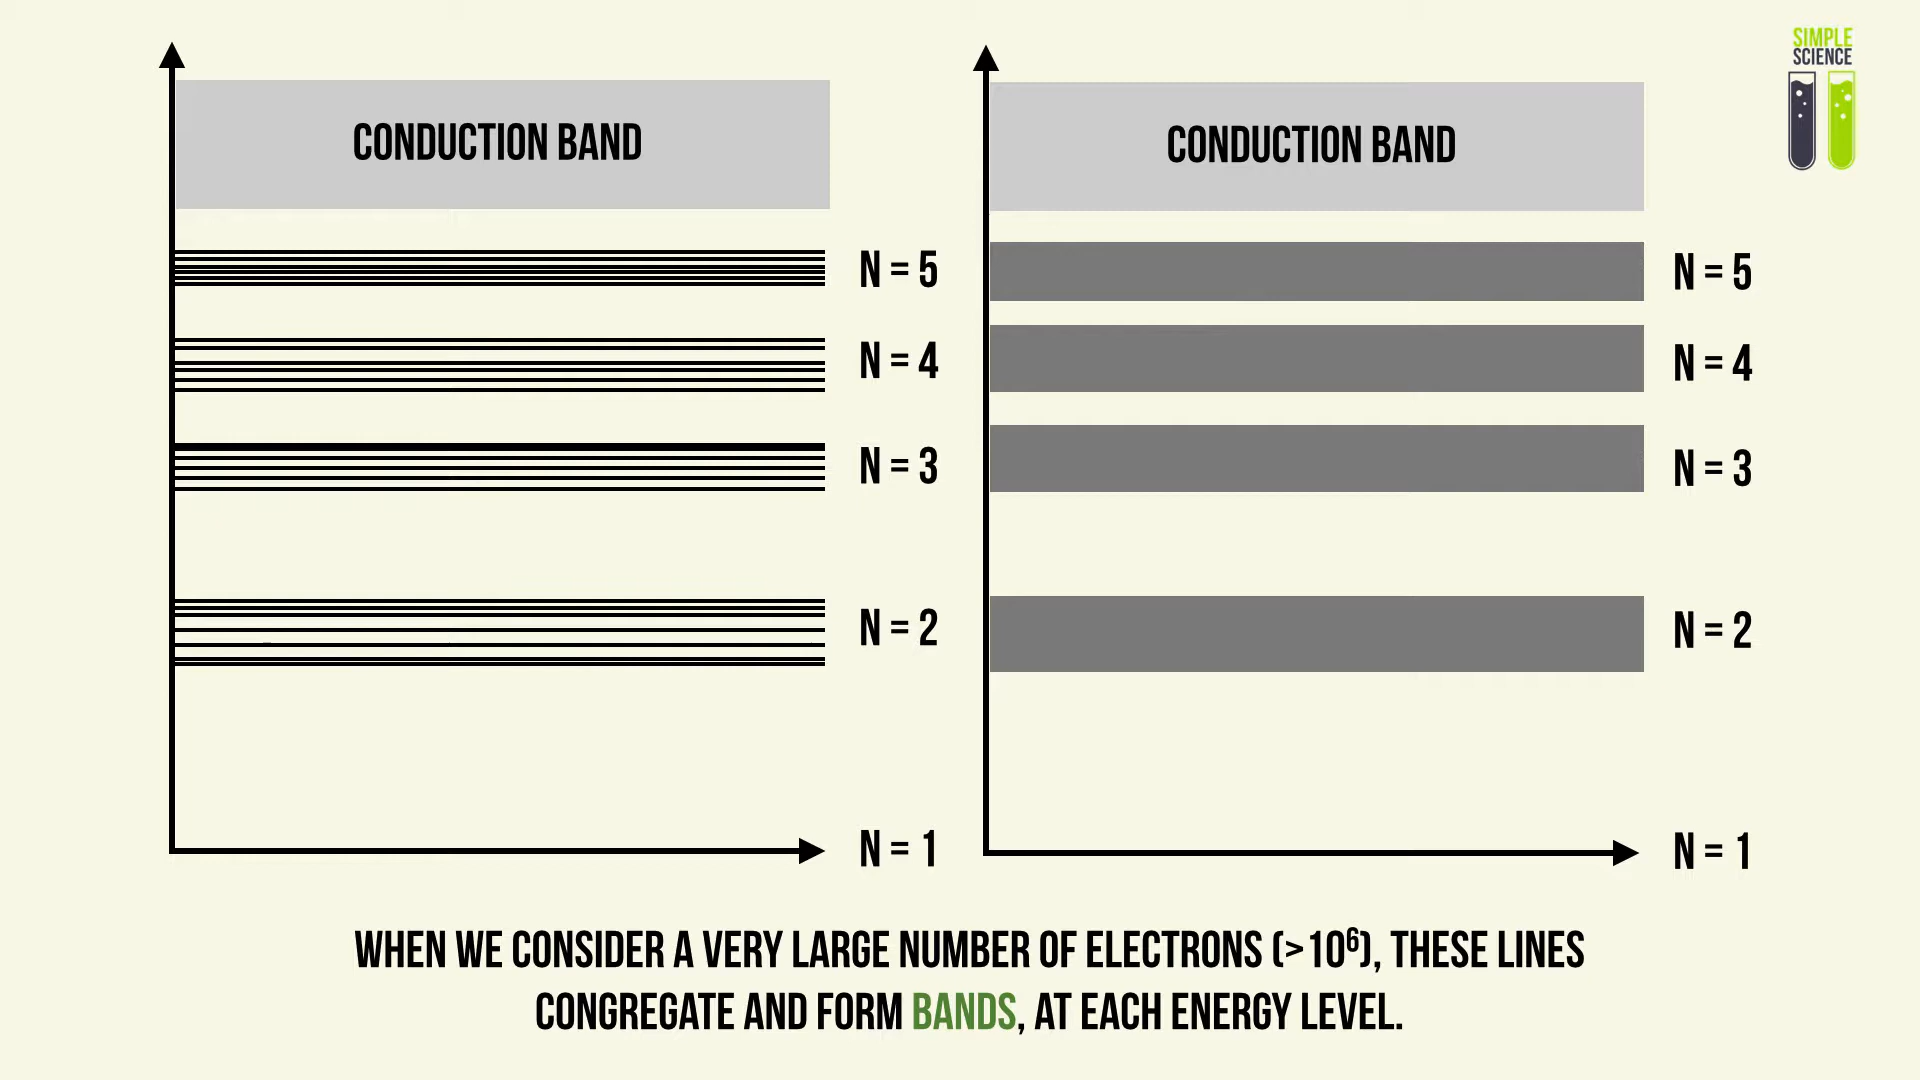 SIMPLE
SCIENCE
CONDUCTION BAND
N = 5
N = 4
N = 3
N = 2
N = 1
CONDUCTION BAND
N = 5
N = 4
N = 3
N = 2
N = 1
WHEN WE CONSIDER A VERY LARGE NUMBER OF ELECTRONS (>10⁶), THESE LINES
CONGREGATE AND FORM BANDS, AT EACH ENERGY LEVEL.